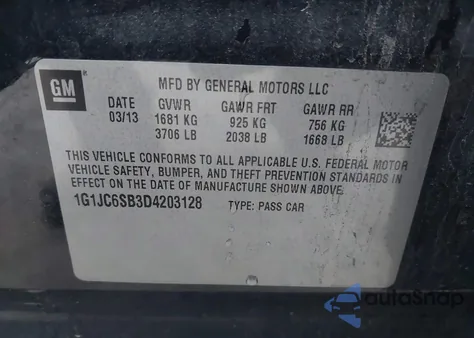 GM
MFD BY GENERAL MOTORS LLC
DATE GVWR GAWR FRT GAWR RR
03/13 1681 KG 925 KG 756 KG
3706 LB 2038 LB 1668 LB
THIS VEHICLE CONFORMS TO ALL APPLICABLE U.S. FEDERAL MOTOR
VEHICLE SAFETY, BUMPER, AND THEFT PREVENTION STANDARDS IN
EFFECT ON THE DATE OF MANUFACTURE SHOWN ABOVE.
1G1JC6SB3D4203128 TYPE: PASS CAR
autoSnap